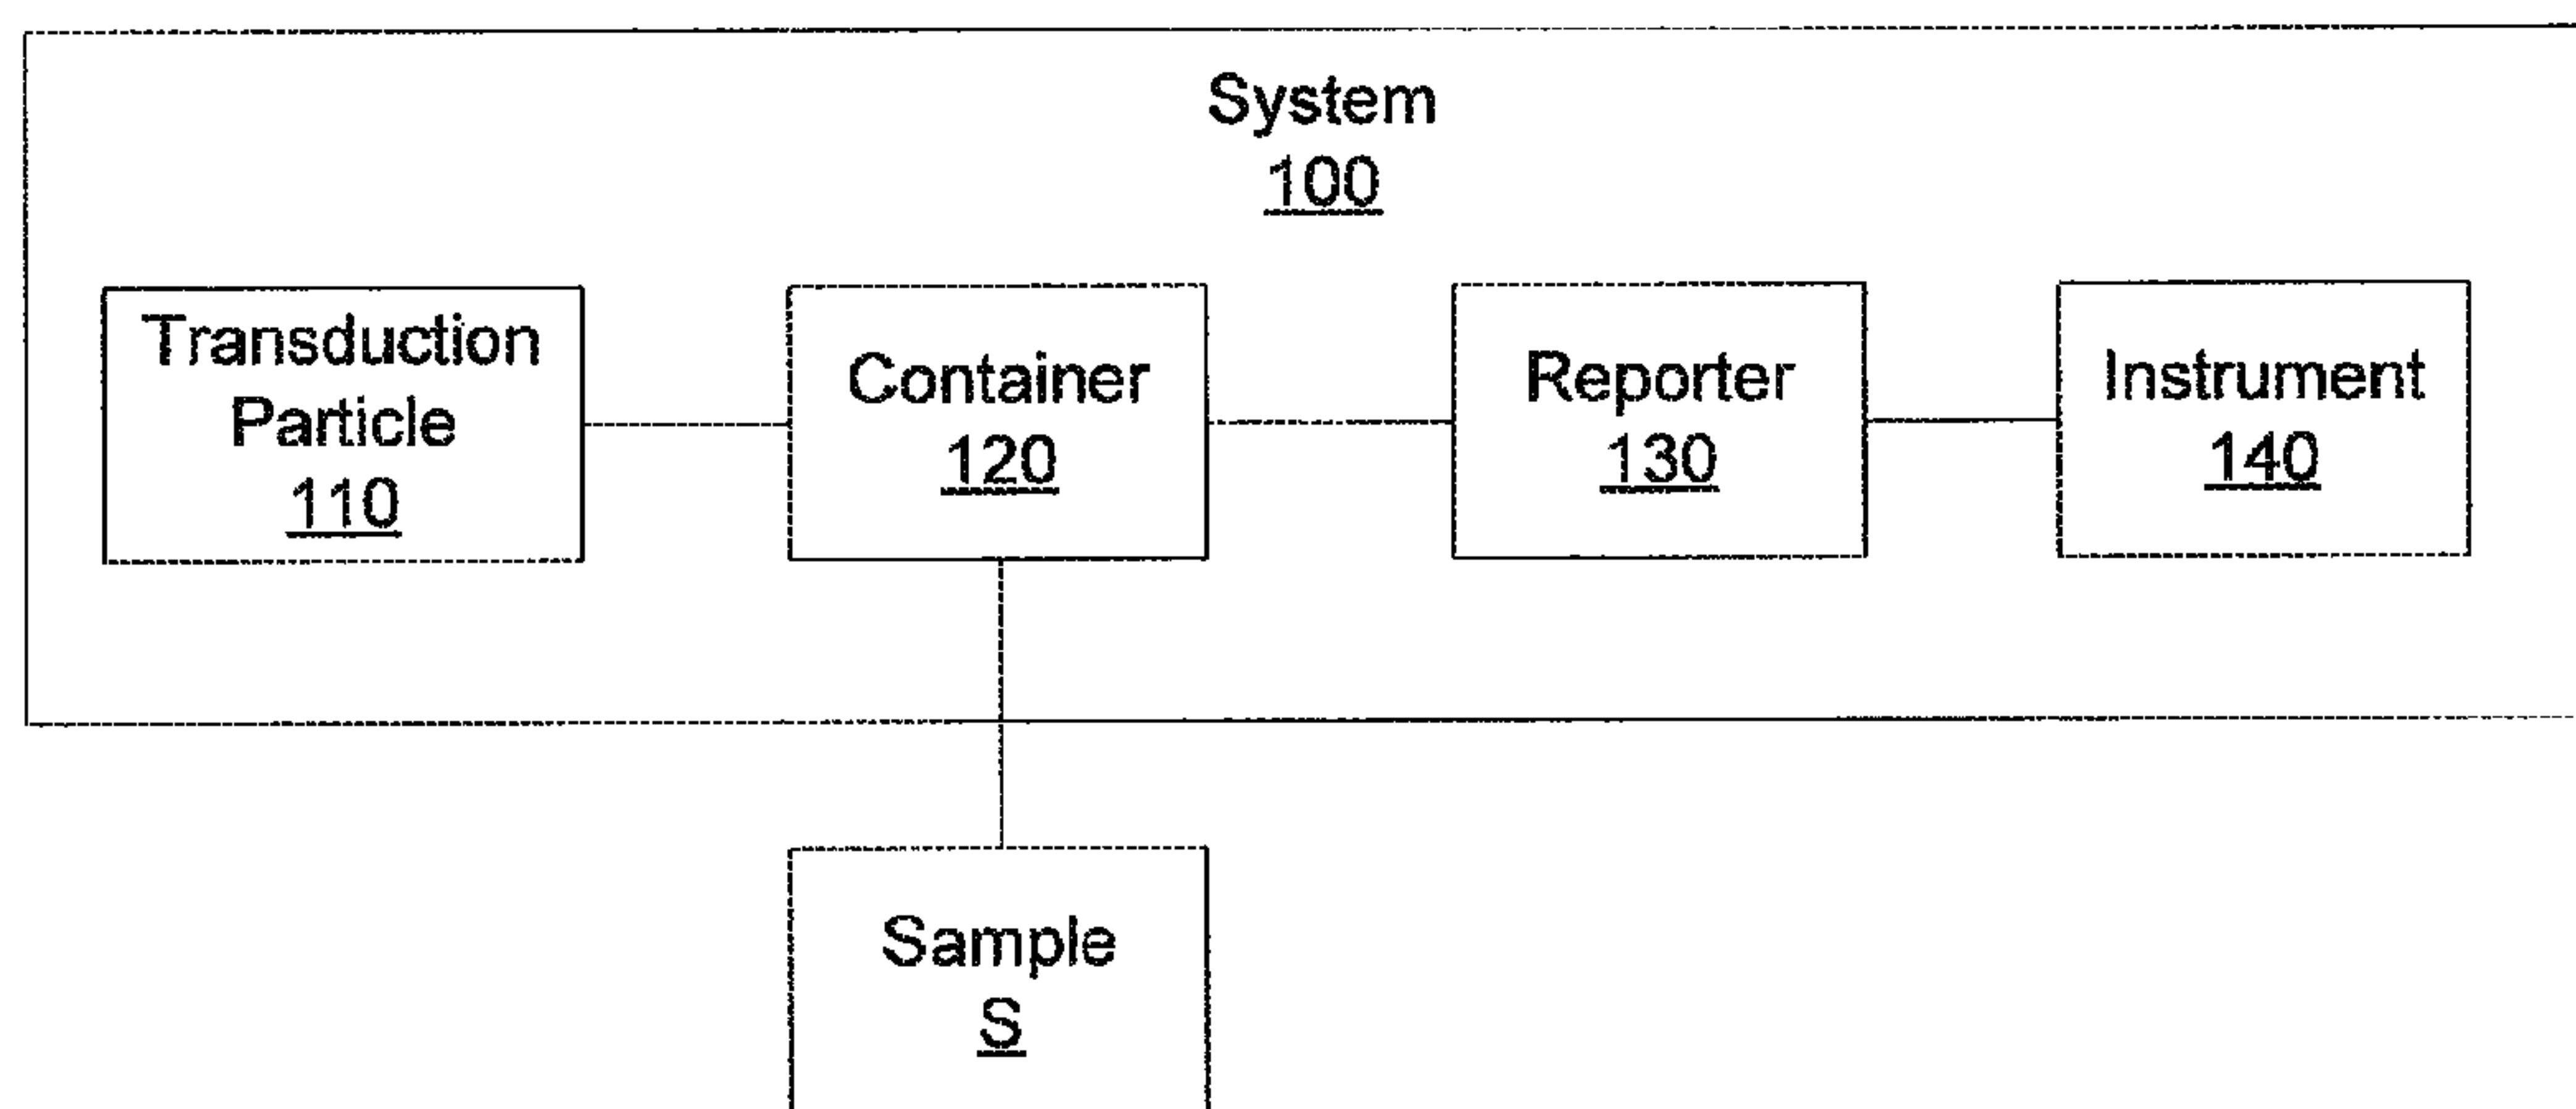 System
100
Transduction
Particle
110
Container
120
Reporter
130
Instrument
140
Sample
S